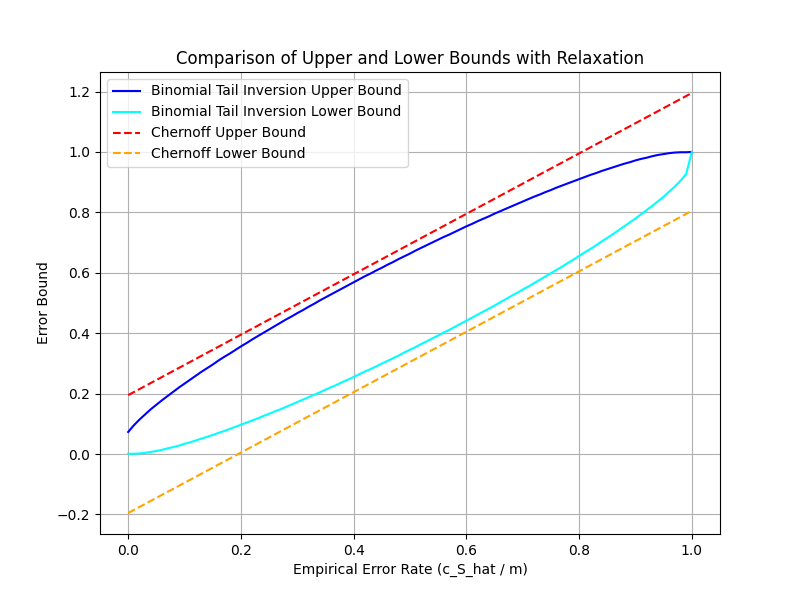 Comparison of Upper and Lower Bounds with Relaxation
Binomial Tail Inversion Upper Bound
Binomial Tail Inversion Lower Bound
Chernoff Upper Bound
Chernoff Lower Bound
Error Bound
1.2
1.0
0.8
0.6
0.4
0.2
0.0
−0.2
0.0 0.2 0.4 0.6 0.8 1.0
Empirical Error Rate (c_S_hat / m)